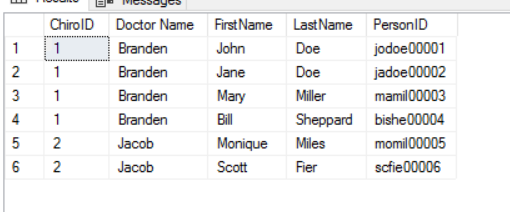 Results Messages
ChiroID Doctor Name FirstName LastName PersonID
1 1 Branden John Doe jodoe00001
2 1 Branden Jane Doe jadoe00002
3 1 Branden Mary Miller mamil00003
4 1 Branden Bill Sheppard bishe00004
5 2 Jacob Monique Miles momil00005
6 2 Jacob Scott Fier scfie00006